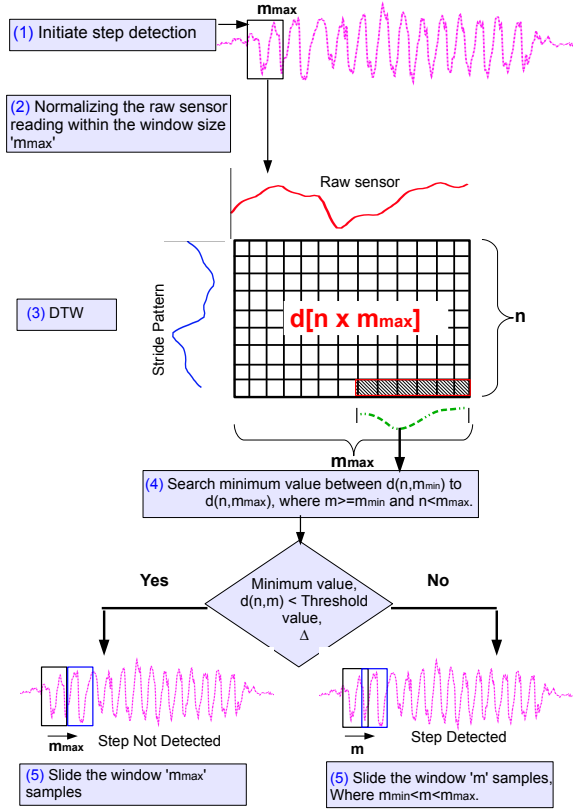 mmax
(1) Initiate step detection
(2) Normalizing the raw sensor
reading within the window size
'mmax'
Raw sensor
Stride Pattern
(3) DTW
d[n x mmax]
n
mmax
(4) Search minimum value between d(n,mmin) to
d(n,mmax), where m>=mmin and n<mmax.
Yes
No
Minimum value,
d(n,m) < Threshold
value,
Δ
mmax
Step Not Detected
m
Step Detected
(5) Slide the window 'mmax'
samples
(5) Slide the window 'm' samples,
Where mmin<m<mmax.